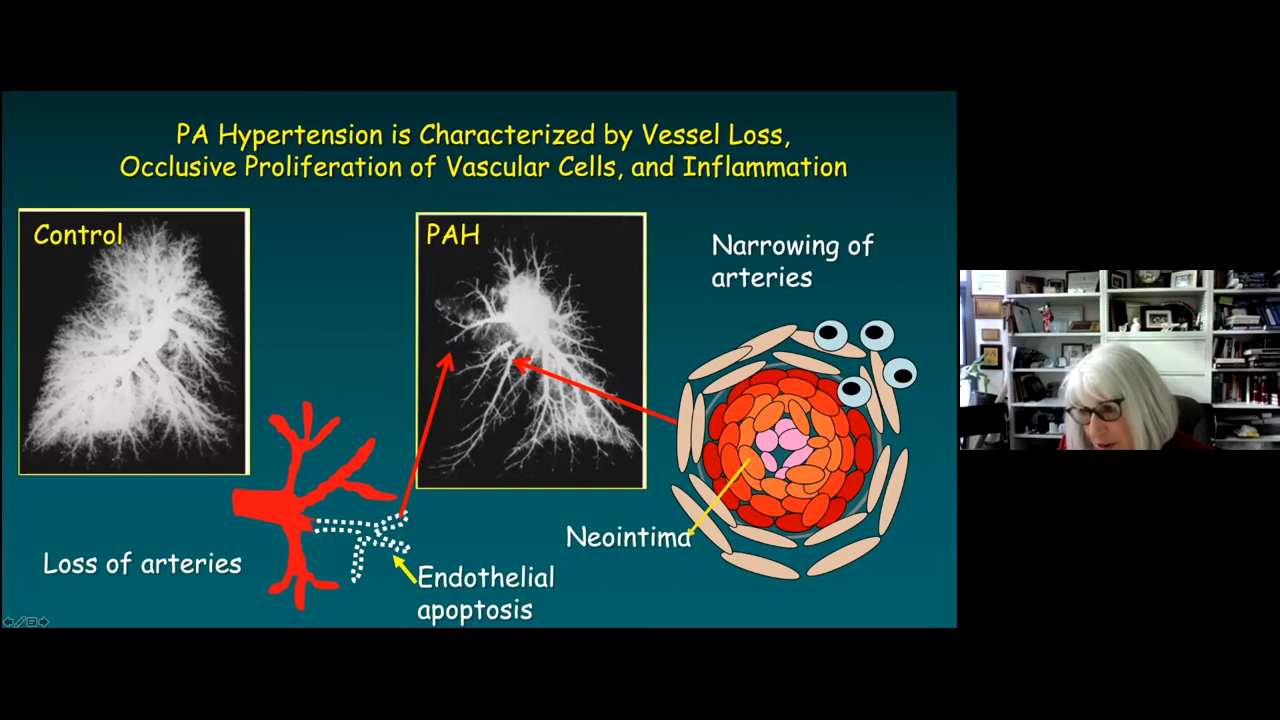 PA Hypertension is Characterized by Vessel Loss,
Occlusive Proliferation of Vascular Cells, and Inflammation
Control
PAH
Narrowing of
arteries
Neointima
Loss of arteries
Endothelial
apoptosis